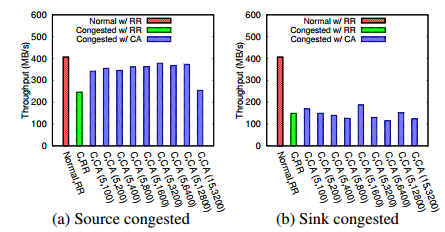 Normal w/ RR
Congested w/ RR
Congested w/ CA
Throughput (MB/s)
600
500
400
300
200
100
0
Normal,RR
C,RR
C,CA (5,100)
C,CA (5,200)
C,CA (5,400)
C,CA (5,800)
C,CA (5,1600)
C,CA (5,3200)
C,CA (5,6400)
C,CA (5,12800)
C,CA (15,3200)
(a) Source congested
Normal w/ RR
Congested w/ RR
Congested w/ CA
Throughput (MB/s)
600
500
400
300
200
100
0
Normal,RR
C,RR
C,CA (5,100)
C,CA (5,200)
C,CA (5,400)
C,CA (5,800)
C,CA (5,1600)
C,CA (5,3200)
C,CA (5,6400)
C,CA (5,12800)
C,CA (15,3200)
(b) Sink congested